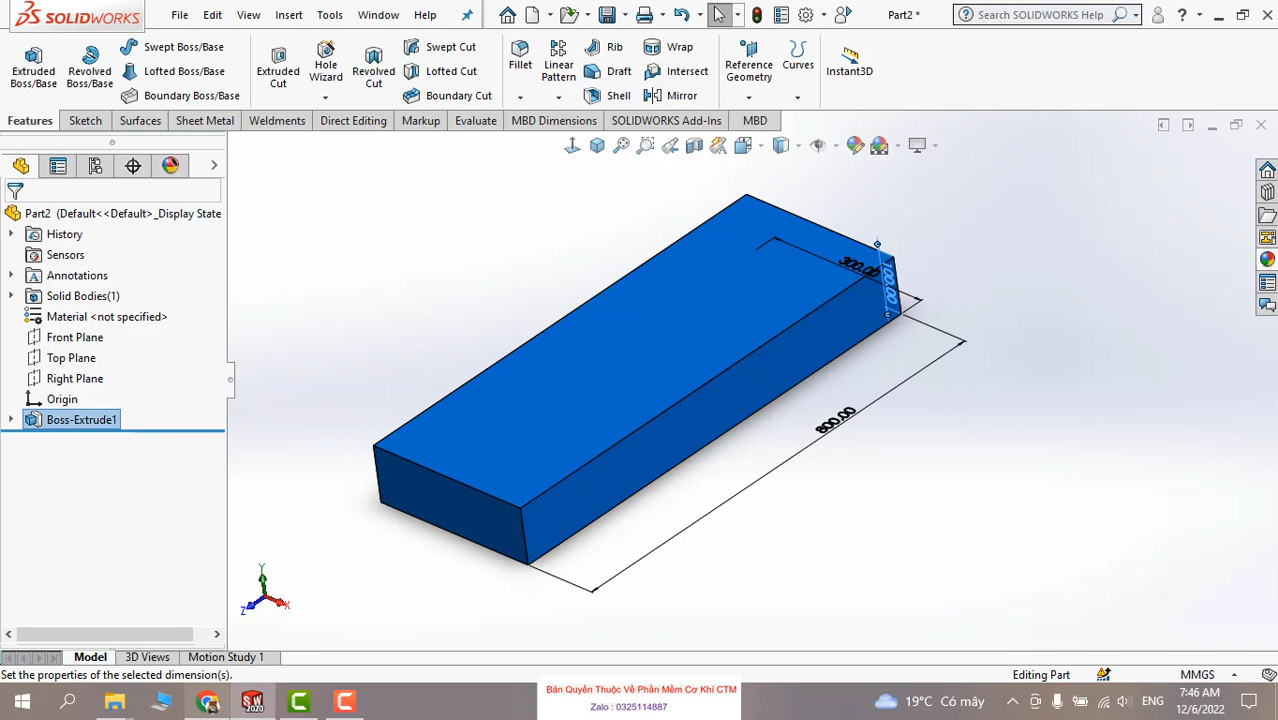 SOLIDWORKS
File Edit View Insert Tools Window Help
Part2 *
Search SOLIDWORKS Help
?
Extruded Boss/Base
Revolved Boss/Base
Swept Boss/Base
Lofted Boss/Base
Boundary Boss/Base
Extruded Cut
Hole Wizard
Revolved Cut
Swept Cut
Lofted Cut
Boundary Cut
Fillet
Linear Pattern
Rib
Draft
Shell
Wrap
Intersect
Mirror
Reference Geometry
Curves
Instant3D
Features Sketch Surfaces Sheet Metal Weldments Direct Editing Markup Evaluate MBD Dimensions SOLIDWORKS Add-Ins MBD
Part2 (Default<<Default>_Display State
History
Sensors
Annotations
Solid Bodies(1)
Material <not specified>
Front Plane
Top Plane
Right Plane
Origin
Boss-Extrude1
300.00
100.00
800.00
Y
Z
X
Model 3D Views Motion Study 1
Set the properties of the selected dimension(s).
Editing Part
MMGS
SW
2020
Bản Quyền Thuộc Về Phần Mềm Cơ Khí CTM
Zalo : 0325114887
19°C Có mây
ENG
7:46 AM
12/6/2022